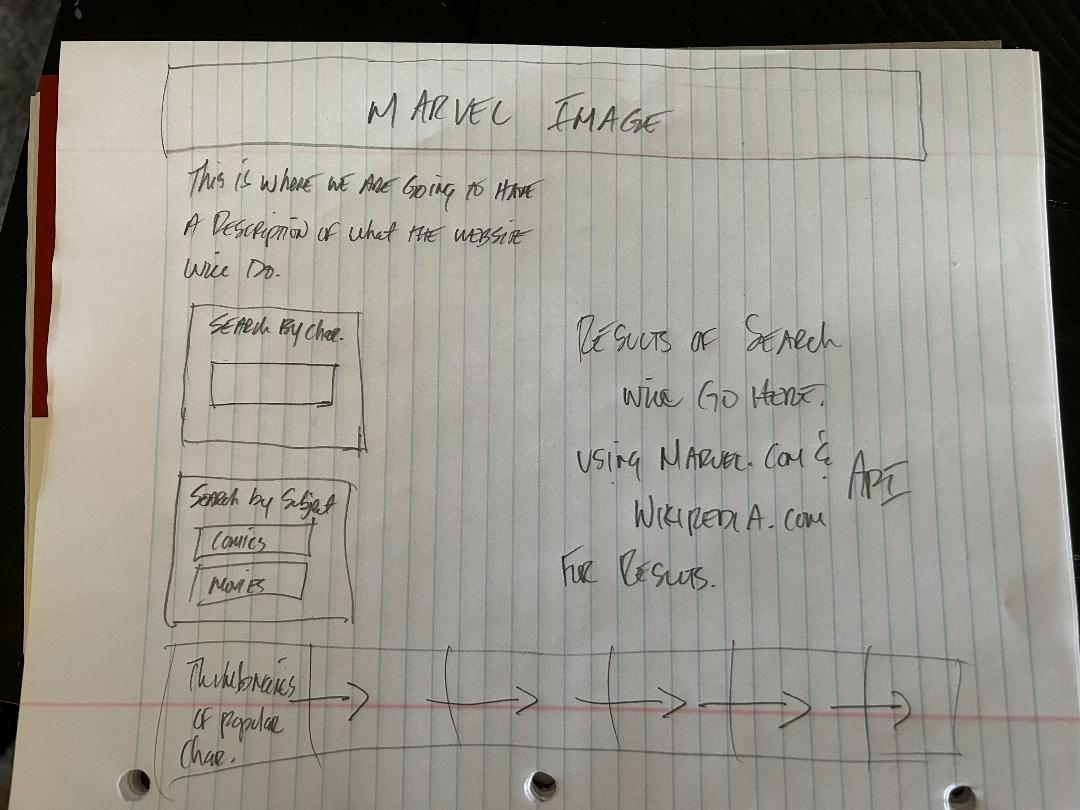 MARVEL IMAGE
This is where we are going to have
a description of what the website
will do.
Search by char.
Search by Subject
Comics
Movies
Results of Search
will go here.
using Marvel.com &
API
Wikipedia.com
for results.
Thumbnails
of popular
char.